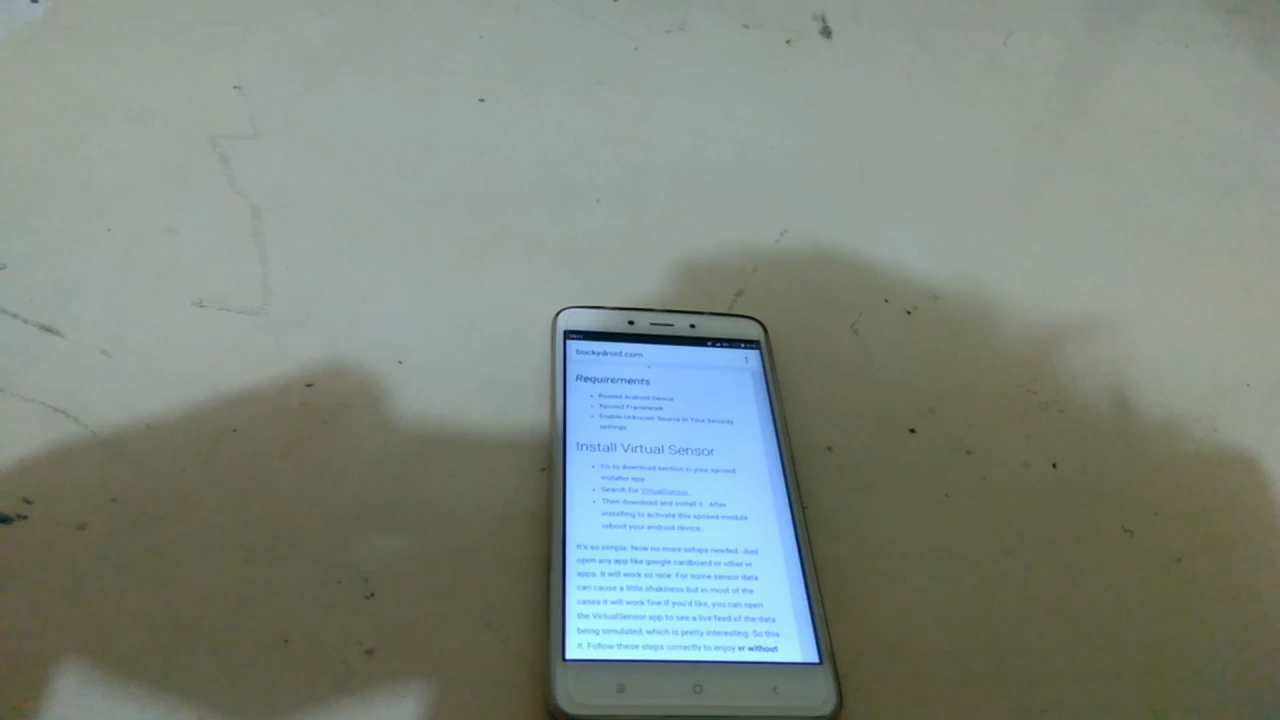 buckydroid.com
Requirements
Rooted Android Device
Xposed Framework
Enable Unknown Source In Your Security
settings
Install Virtual Sensor
Go to download section in your xposed
installer app
Search for VirtualSensor
Then download and install it. After
installing to activate this xposed module
reboot your android device.
It's so simple. Now no more setups needed. Just
open any app like google cardboard or other vr
apps. It will work so nice. For some sensor data
can cause a little shakiness but in most of the
cases it will work fine.If you'd like, you can open
the VirtualSensor app to see a live feed of the data
being simulated, which is pretty interesting. So this
it. Follow these steps correctly to enjoy vr without